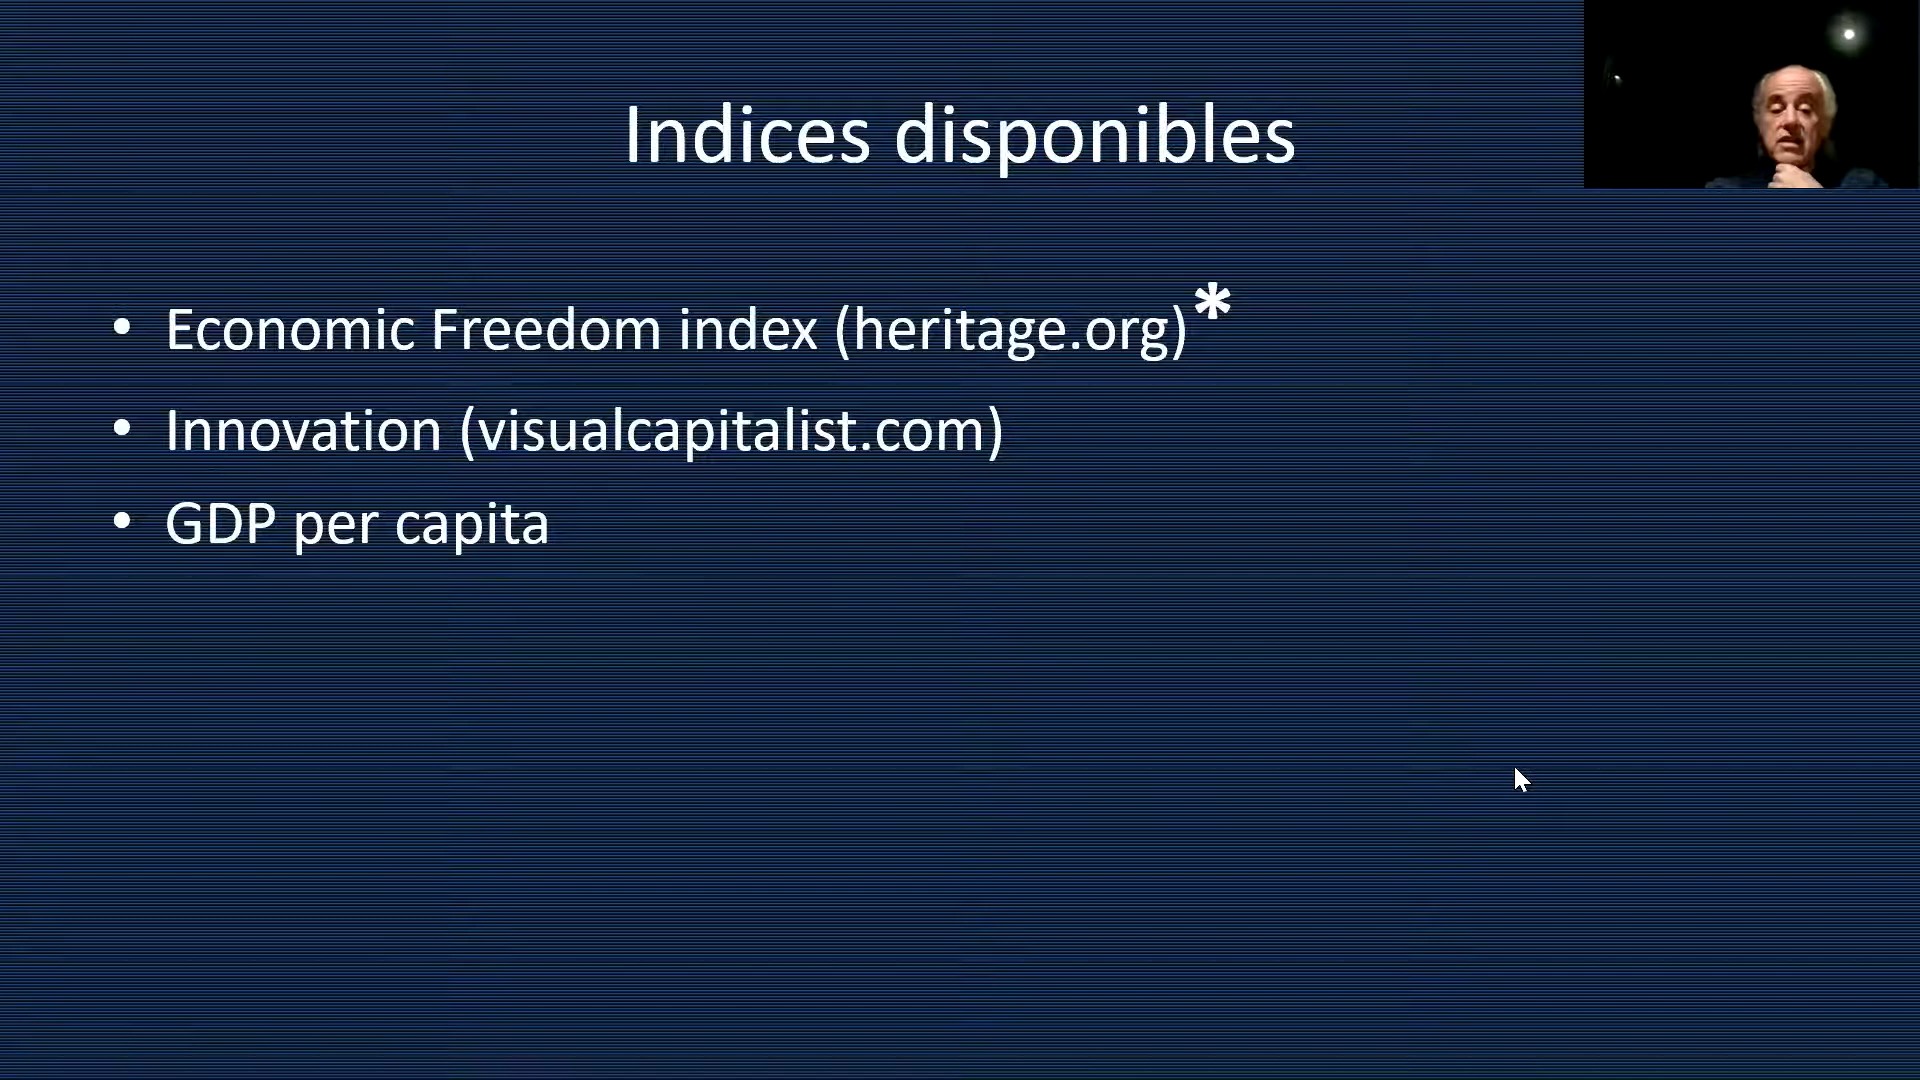 Indices disponibles
• Economic Freedom index (heritage.org)*
• Innovation (visualcapitalist.com)
• GDP per capita